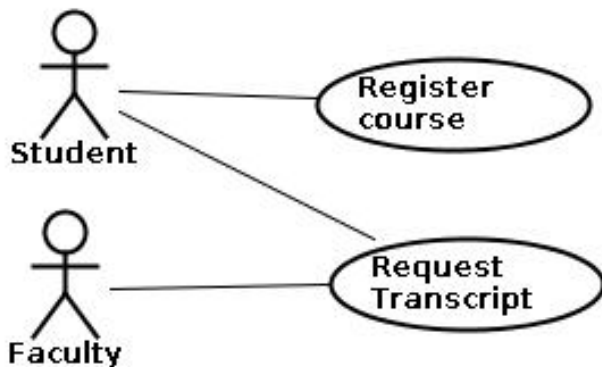 Register
course
Student
Request
Transcript
Faculty